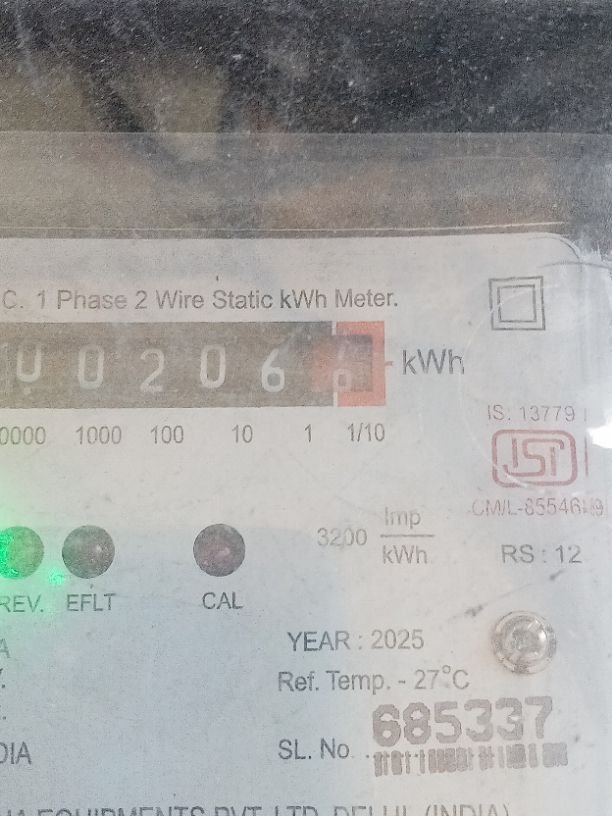 C. 1 Phase 2 Wire Static kWh Meter.
0 0 2 0 6 6 kWh
0000 1000 100 10 1 1/10
IS: 13779
ISI
CM/L-85546
3200 Imp/kWh
RS : 12
REV. EFLT CAL
YEAR : 2025
Ref. Temp. - 27°C
685337
SL. No.
DIA
EQUIPMENTS PVT. LTD. DELHI, (INDIA)